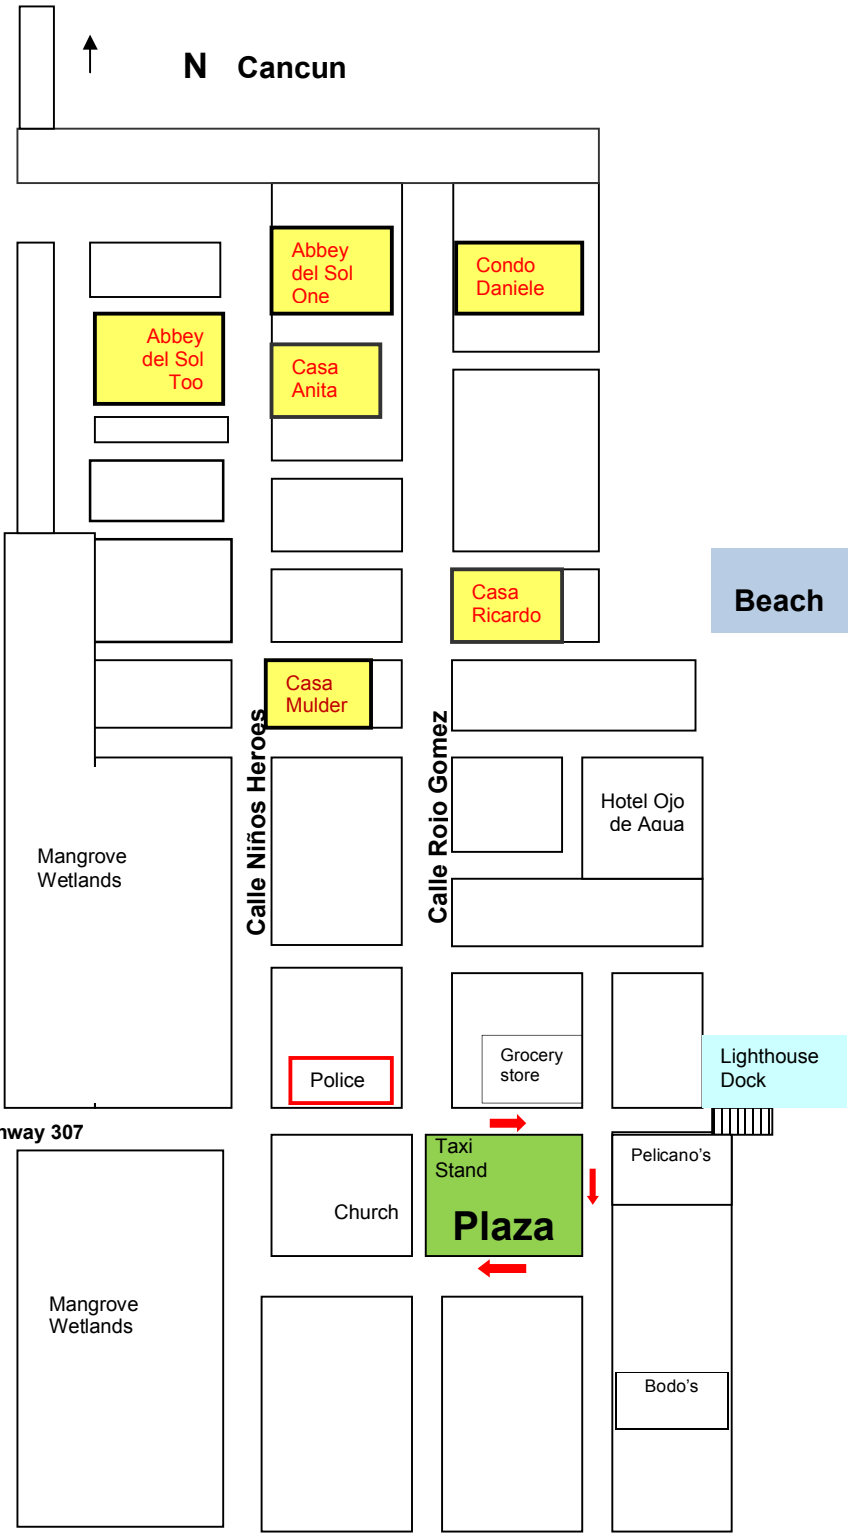 N Cancun
Abbey
del Sol
One
Condo
Daniele
Abbey
del Sol
Too
Casa
Anita
Casa
Ricardo
Beach
Casa
Mulder
Calle Niños Heroes
Calle Rojo Gomez
Hotel Ojo
de Agua
Mangrove
Wetlands
Grocery
store
Police
Lighthouse
Dock
nway 307
Taxi
Stand
Pelicano's
Church
Plaza
Mangrove
Wetlands
Bodo's